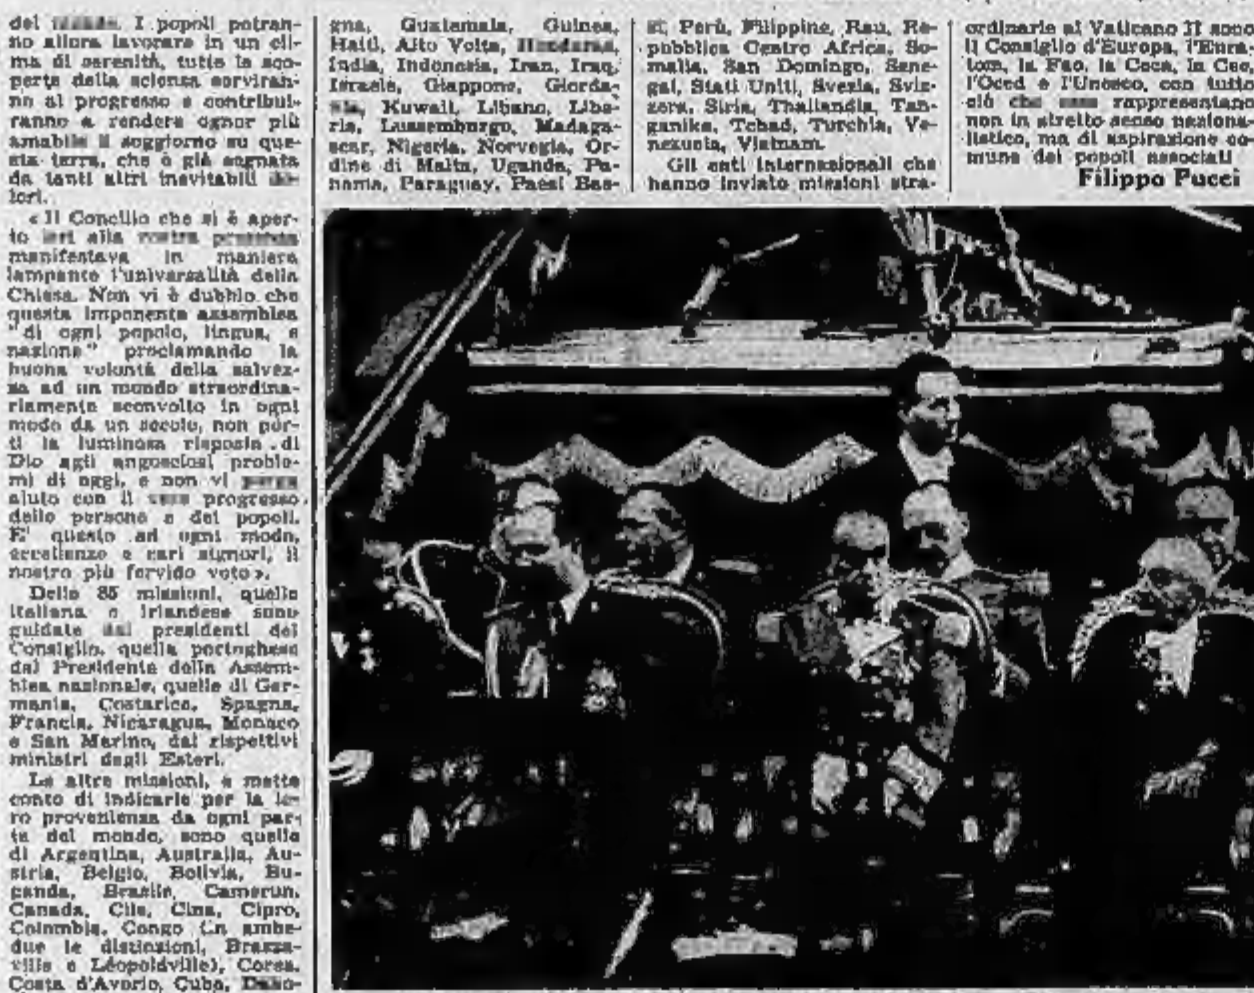 del I popoli potran-
no allora lavorare in un cli-
ma di serenità, tutte le sco-
perte della scienza serviran-
no al progresso e contribui-
ranno a rendere ognor più
amabile il soggiorno su que-
sta terra, che è già segnata
da tanti altri inevitabili do-
lori.
« Il Concilio che si è aper-
to ieri alla vostra presenza
manifestava in maniera
lampante l'universalità della
Chiesa. Non vi è dubbio che
questa imponente assemblea
"di ogni popolo, lingua, e
nazione" proclamando la
buona volontà della salvez-
za ad un mondo straordina-
riamente sconvolto in ogni
modo da un secolo, non por-
ti la luminosa risposta di
Dio agli angosciosi proble-
mi di oggi, e non vi
aiuto con il vero progresso
delle persone e dei popoli.
E' questo ad ogni modo,
eccellenze e cari signori, il
nostro più fervido voto ».
Delle 85 missioni, quelle
italiana e irlandese sono
guidate dai presidenti del
Consiglio, quella portoghese
dal Presidente della Assem-
blea nazionale, quelle di Ger-
mania, Costarica, Spagna,
Francia, Nicaragua, Monaco
e San Marino, dai rispettivi
ministri degli Esteri.
Le altre missioni, e mette
conto di indicarle per la lo-
ro provenienza da ogni par-
te del mondo, sono quelle
di Argentina, Australia, Au-
stria, Belgio, Bolivia, Bu-
randa, Brasile, Camerun,
Canada, Cile, Cina, Cipro,
Colombia, Congo (in ambe-
due le distinzioni, Brazza-
ville e Léopoldville), Corea,
Costa d'Avorio, Cuba,
gna, Guatemala, Guinea,
Haiti, Alto Volta, Honduras,
India, Indonesia, Iran, Iraq,
Israele, Giappone, Giorda-
nia, Kuwait, Libano, Libe-
ria, Lussemburgo, Madaga-
scar, Nigeria, Norvegia, Or-
dine di Malta, Uganda, Pa-
nama, Paraguay, Paesi Bas-
si, Perù, Filippine, Rau, Re-
pubblica Centro Africa, So-
malia, San Domingo, Sene-
gal, Stati Uniti, Svezia, Sviz-
zera, Siria, Thailandia, Tan-
ganika, Tchad, Turchia, Ve-
nezuela, Vietnam.
Gli enti internazionali che
hanno inviato missioni stra-
ordinarie al Vaticano II sono
il Consiglio d'Europa, l'Eura-
tom, la Fao, la Ceca, la Cee,
l'Oced e l'Unesco, con tutto
ciò che esse rappresentano
non in stretto senso naziona-
listico, ma di aspirazione co-
mune dei popoli associati
Filippo Pucci